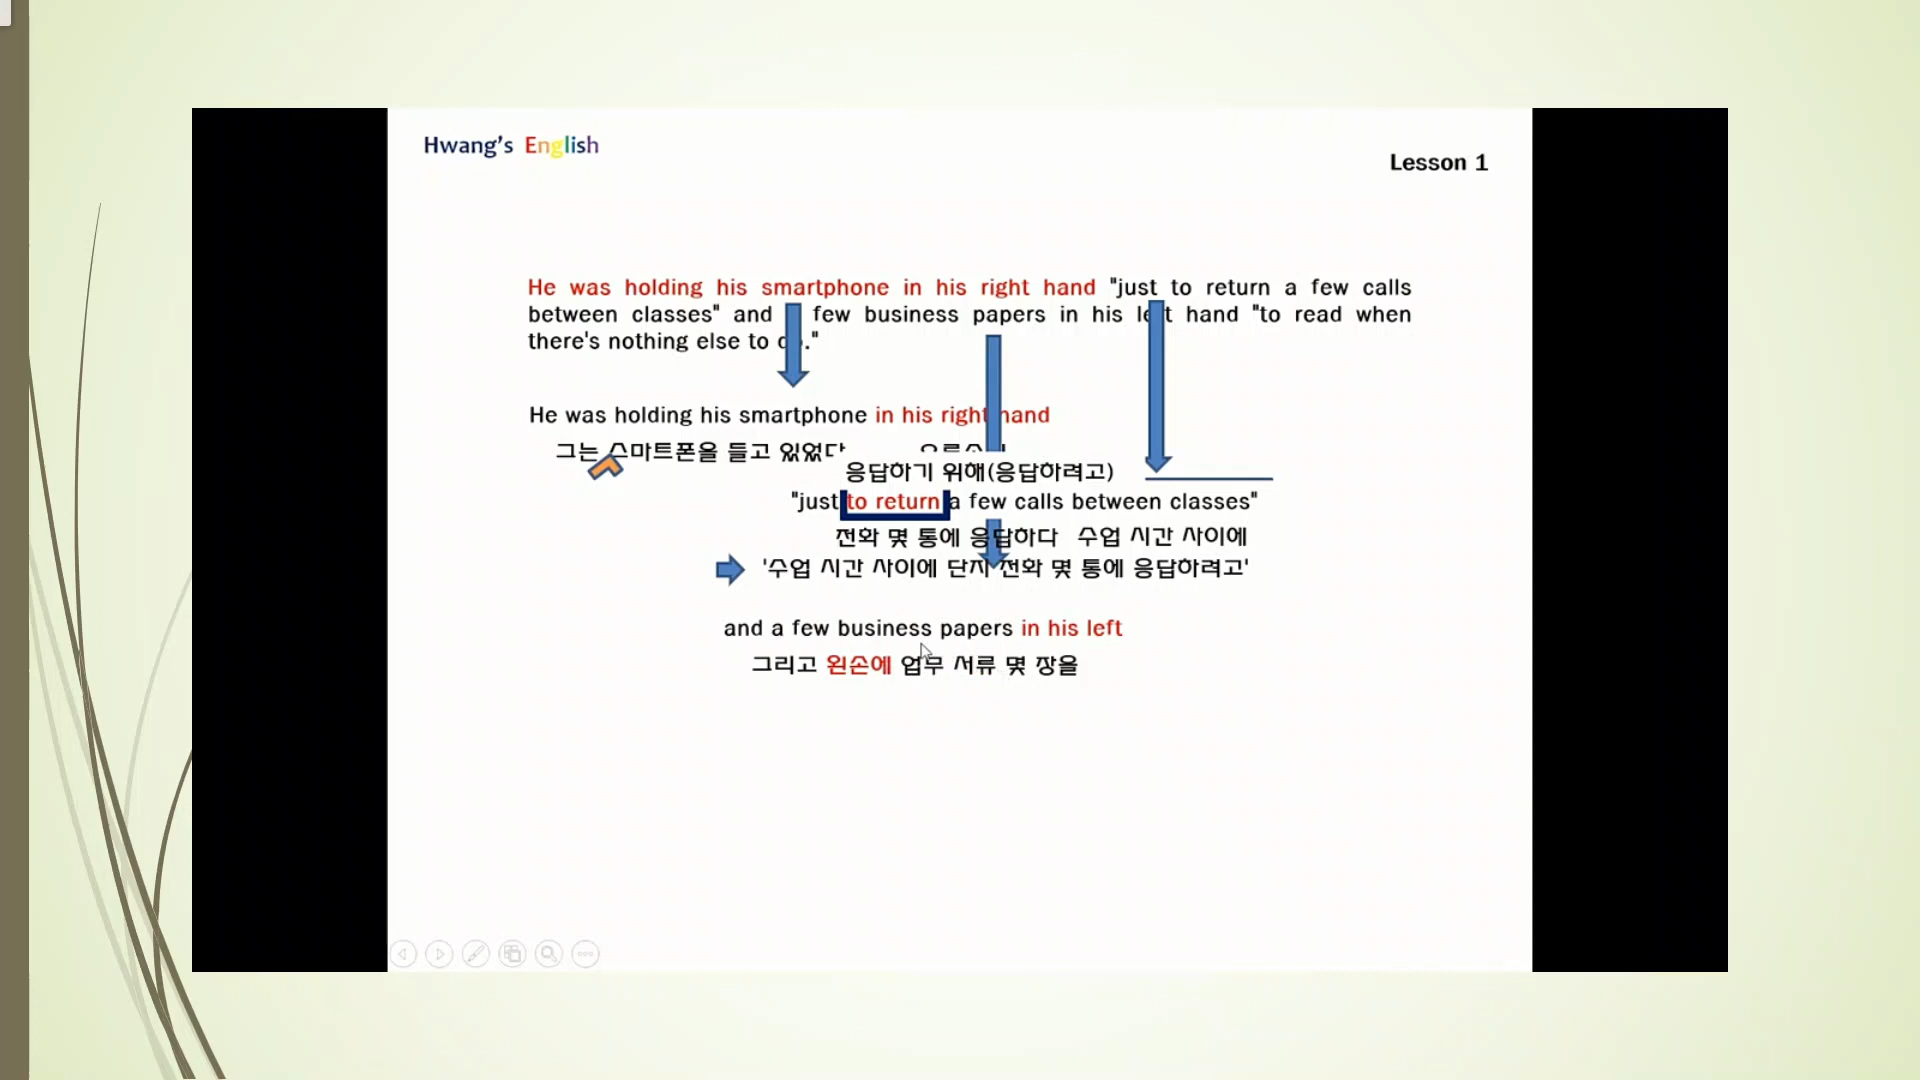 Hwang's English
Lesson 1
He was holding his smartphone in his right hand "just to return a few calls
between classes" and few business papers in his left hand "to read when
there's nothing else to do."
He was holding his smartphone in his right hand
그는 스마트폰을 들고 있었다
응답하기 위해(응답하려고)
"just to return a few calls between classes"
전화 몇 통에 응답하다 수업 시간 사이에
'수업 시간 사이에 단지 전화 몇 통에 응답하려고'
and a few business papers in his left
그리고 왼손에 업무 서류 몇 장을